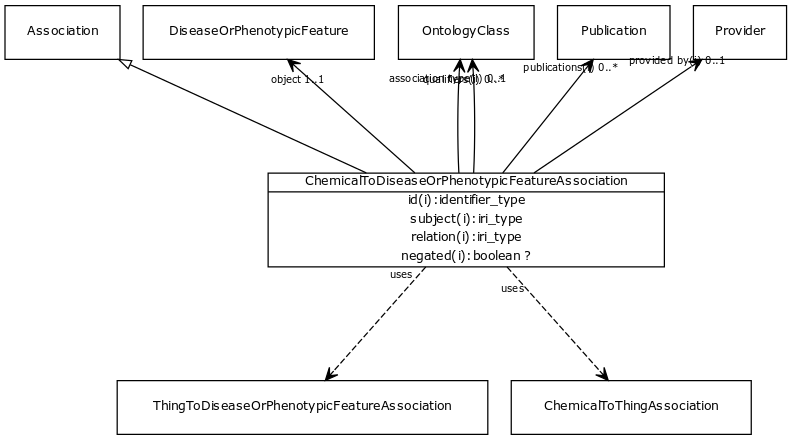 Association
DiseaseOrPhenotypicFeature
OntologyClass
Publication
Provider
object 1..1
association type(i) 0..1
qualifiers(i) 0..*
publications(i) 0..*
provided by(i) 0..1
ChemicalToDiseaseOrPhenotypicFeatureAssociation
id(i):identifier_type
subject(i):iri_type
relation(i):iri_type
negated(i):boolean ?
uses
uses
ThingToDiseaseOrPhenotypicFeatureAssociation
ChemicalToThingAssociation